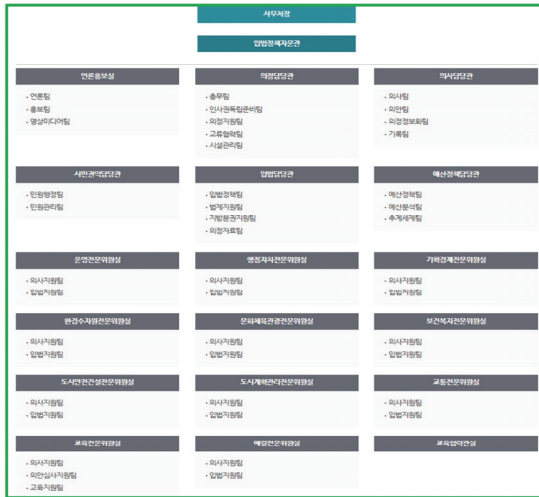 사무처장
입법정책자문관
언론홍보실
의정담당관
의사담당관
• 언론팀
• 홍보팀
• 영상미디어팀
• 총무팀
• 인사권독립준비팀
• 의정지원팀
• 교류협력팀
• 시설관리팀
• 의사팀
• 의안팀
• 의정정보화팀
• 기록팀
시민권익담당관
입법담당관
예산정책담당관
• 민원행정팀
• 민원관리팀
• 입법정책팀
• 법제지원팀
• 지방분권지원팀
• 의정자료팀
• 예산정책팀
• 예산분석팀
• 추계세제팀
운영전문위원실
행정자치전문위원실
기획경제전문위원실
• 의사지원팀
• 입법지원팀
• 의사지원팀
• 입법지원팀
• 의사지원팀
• 입법지원팀
환경수자원전문위원실
문화체육관광전문위원실
보건복지전문위원실
• 의사지원팀
• 입법지원팀
• 의사지원팀
• 입법지원팀
• 의사지원팀
• 입법지원팀
도시안전건설전문위원실
도시계획관리전문위원실
교통전문위원실
• 의사지원팀
• 입법지원팀
• 의사지원팀
• 입법지원팀
• 의사지원팀
• 입법지원팀
교육전문위원실
예결전문위원실
교육협력관실
• 의사지원팀
• 의안심사지원팀
• 교육지원팀
• 의사지원팀
• 입법지원팀